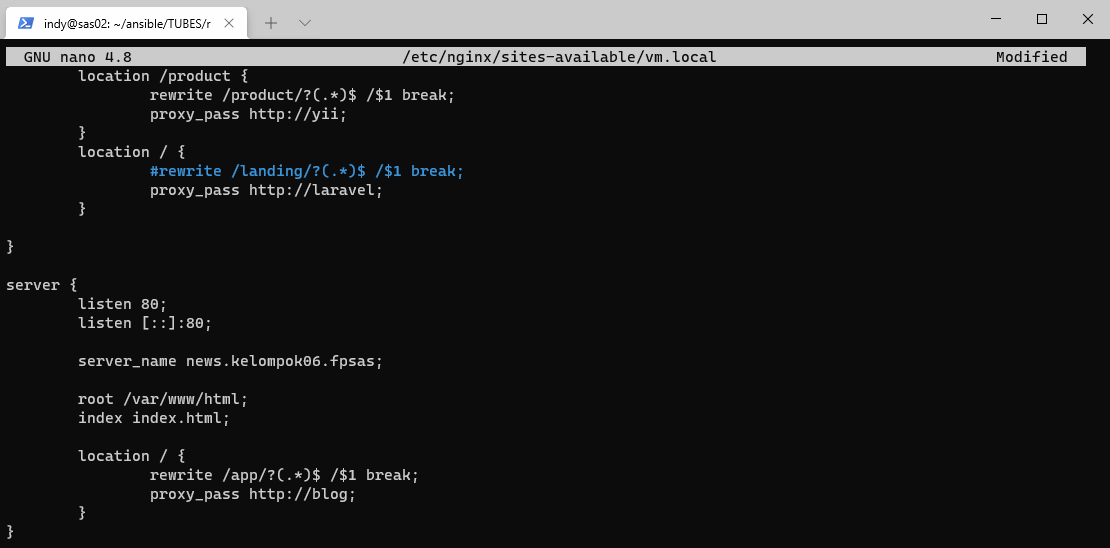 indy@sas02: ~/ansible/TUBES/r
GNU nano 4.8 /etc/nginx/sites-available/vm.local Modified
location /product {
rewrite /product/?(.*)$ /$1 break;
proxy_pass http://yii;
}
location / {
#rewrite /landing/?(.*)$ /$1 break;
proxy_pass http://laravel;
}
}
server {
listen 80;
listen [::]:80;
server_name news.kelompok06.fpsas;
root /var/www/html;
index index.html;
location / {
rewrite /app/?(.*)$ /$1 break;
proxy_pass http://blog;
}
}